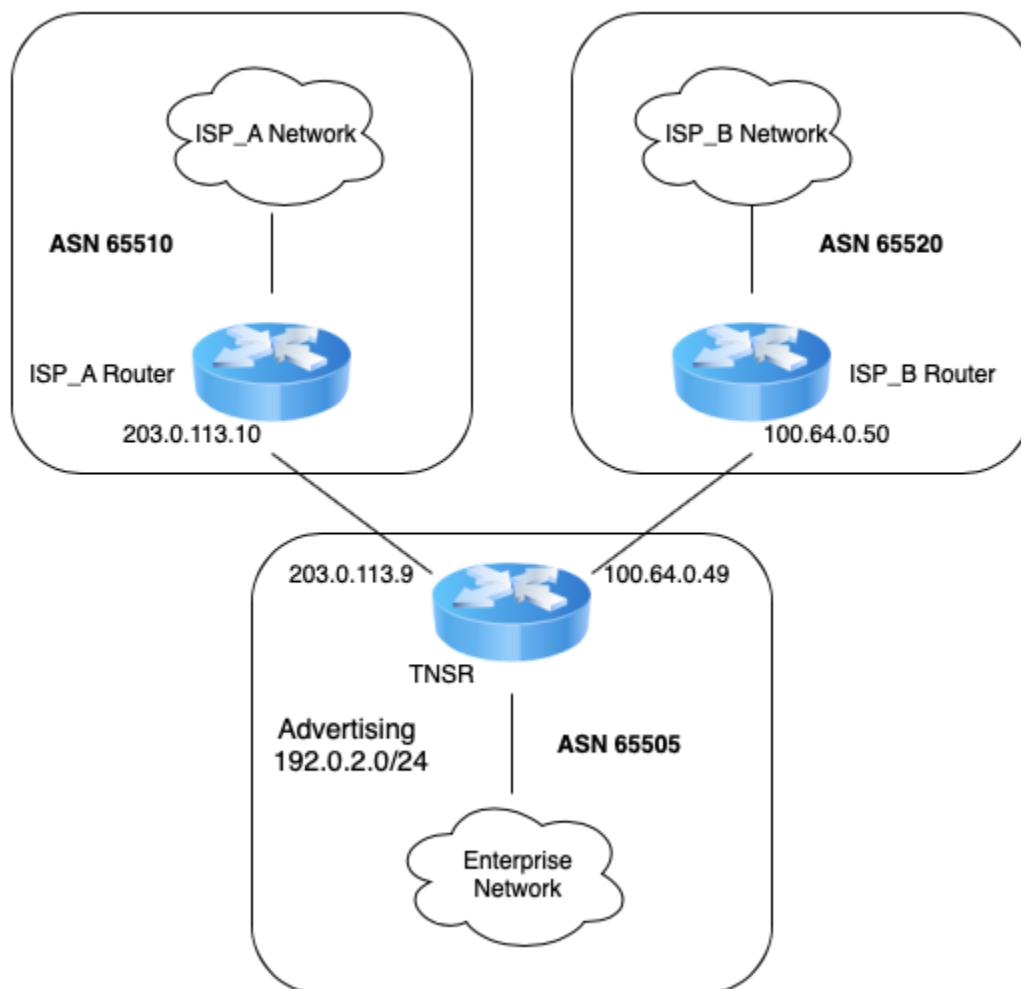 ISP_A Network
ISP_B Network
ASN 65510
ASN 65520
ISP_A Router
ISP_B Router
203.0.113.10
100.64.0.50
203.0.113.9
100.64.0.49
TNSR
Advertising
192.0.2.0/24
ASN 65505
Enterprise
Network